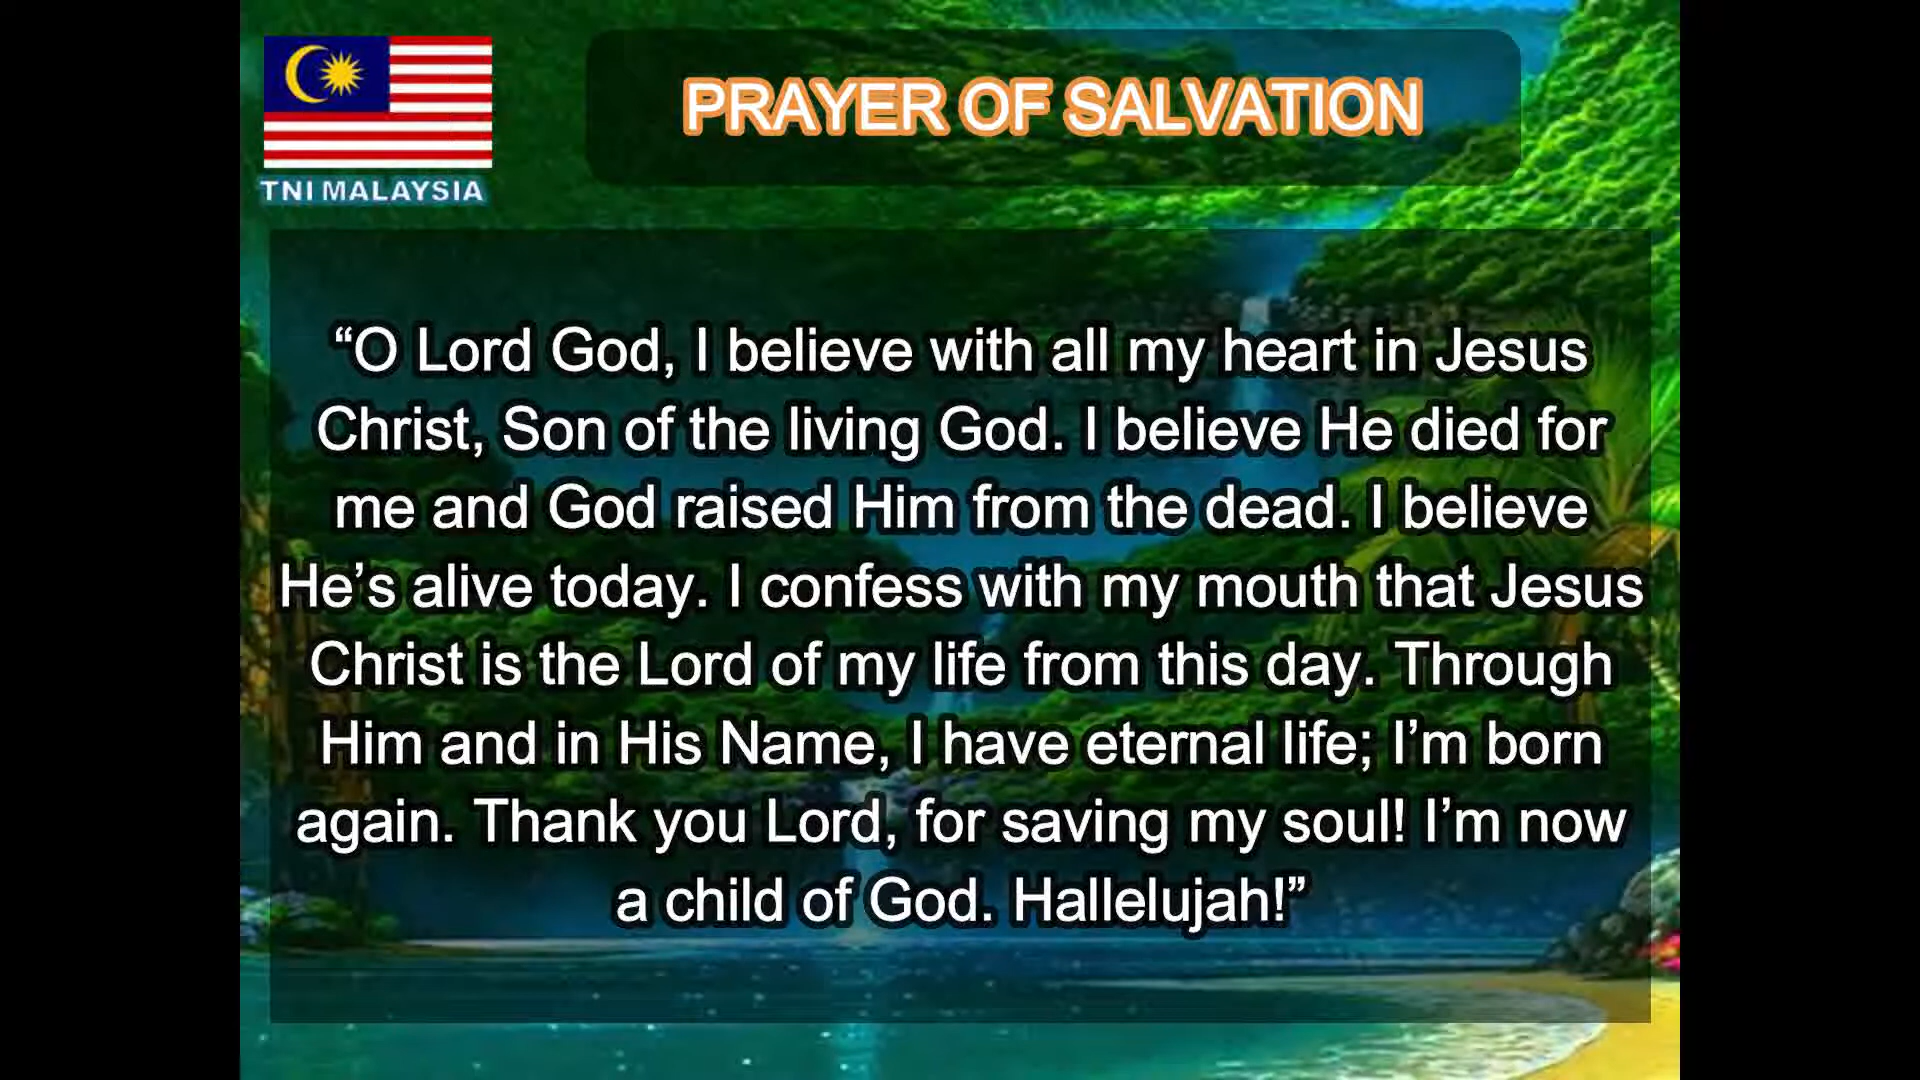 PRAYER OF SALVATION
TNI MALAYSIA
“O Lord God, I believe with all my heart in Jesus
Christ, Son of the living God. I believe He died for
me and God raised Him from the dead. I believe
He’s alive today. I confess with my mouth that Jesus
Christ is the Lord of my life from this day. Through
Him and in His Name, I have eternal life; I’m born
again. Thank you Lord, for saving my soul! I’m now
a child of God. Hallelujah!”